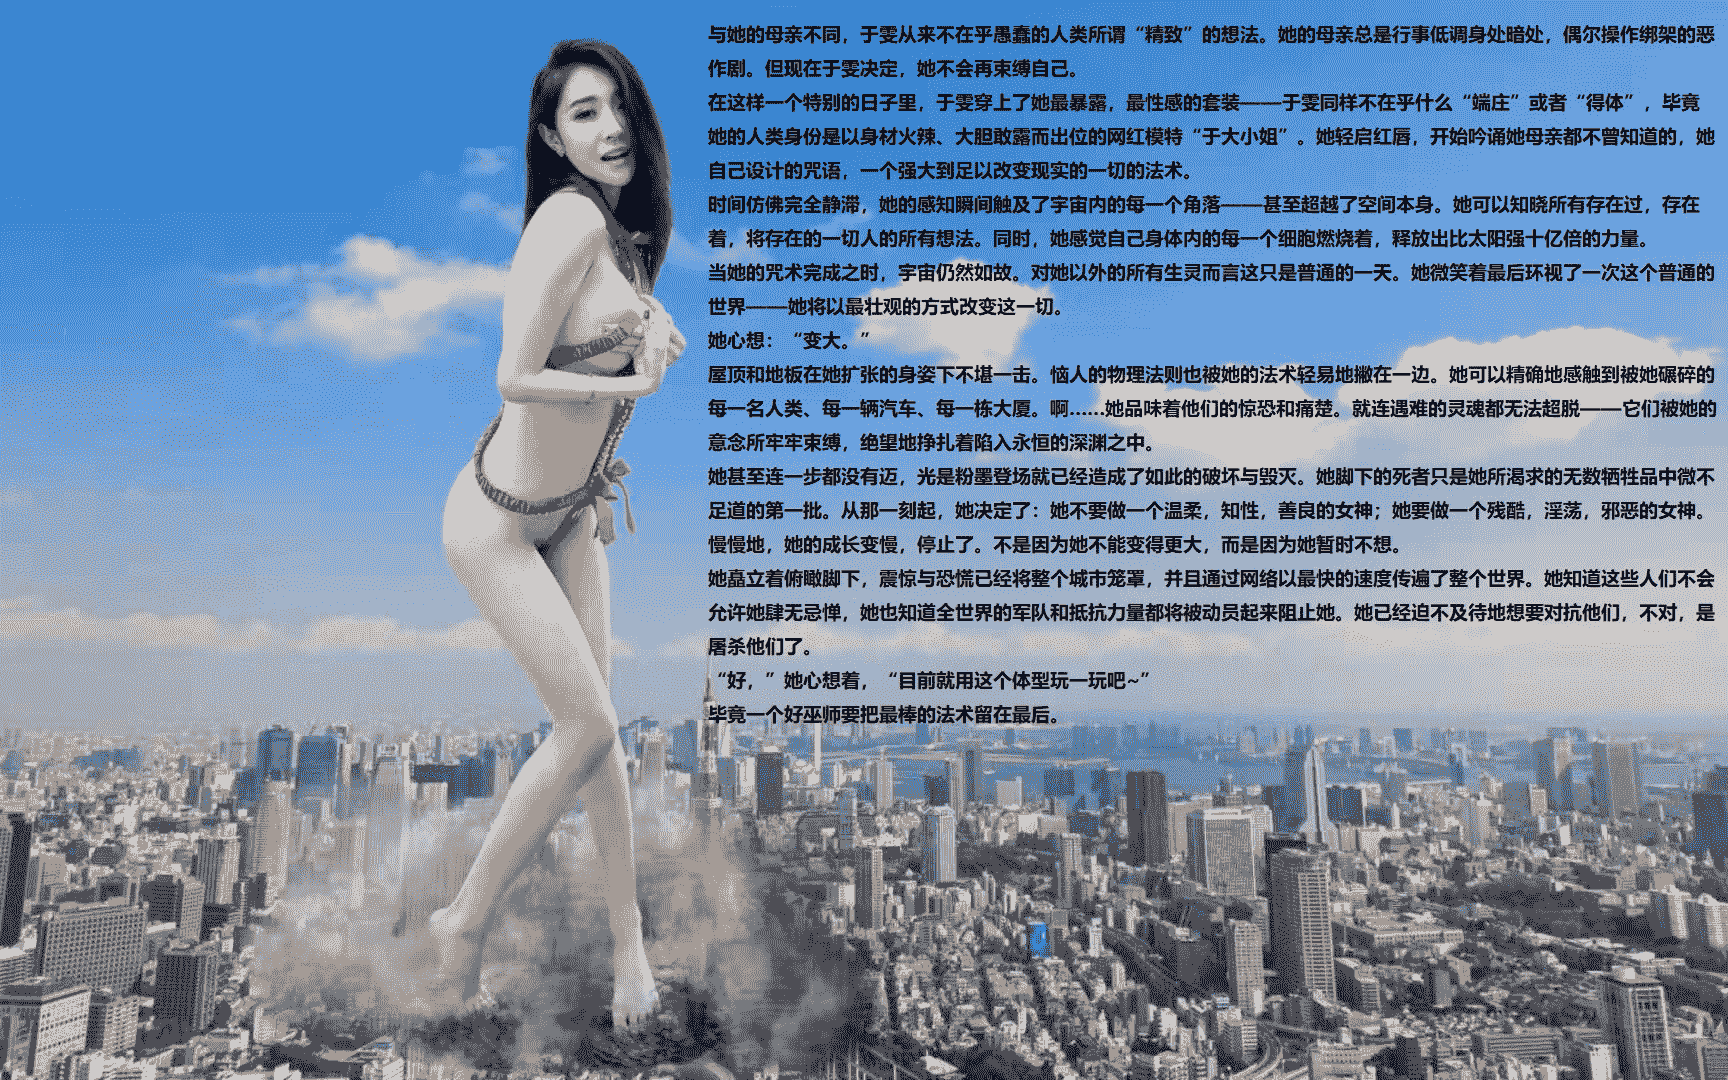 与她的母亲不同，于雯从来不在乎愚蠢的人类所谓“精致”的想法。她的母亲总是行事低调身处暗处，偶尔操作绑架的恶
作剧。但现在于雯决定，她不会再束缚自己。
在这样一个特别的日子里，于雯穿上了她最暴露，最性感的套装——于雯同样不在乎什么“端庄”或者“得体”，毕竟
她的人类身份是以身材火辣、大胆敢露而出位的网红模特“于大小姐”。她轻启红唇，开始吟诵她母亲都不曾知道的，她
自己设计的咒语，一个强大到足以改变现实的一切的法术。
时间仿佛完全静滞，她的感知瞬间触及了宇宙内的每一个角落——甚至超越了空间本身。她可以知晓所有存在过，存在
着，将存在的一切人的所有想法。同时，她感觉自己身体内的每一个细胞燃烧着，释放出比太阳强十亿倍的力量。
当她的咒术完成之时，宇宙仍然如故。对她以外的所有生灵而言这只是普通的一天。她微笑着最后环视了一次这个普通的
世界——她将以最壮观的方式改变这一切。
她心想：“变大。”
屋顶和地板在她扩张的身姿下不堪一击。恼人的物理法则也被她的法术轻易地撇在一边。她可以精确地感触到被她碾碎的
每一名人类、每一辆汽车、每一栋大厦。啊……她品味着他们的惊恐和痛楚。就连遇难的灵魂都无法超脱——它们被她的
意念所牢牢束缚，绝望地挣扎着陷入永恒的深渊之中。
她甚至连一步都没有迈，光是粉墨登场就已经造成了如此的破坏与毁灭。她脚下的死者只是她所渴求的无数牺牲品中微不
足道的第一批。从那一刻起，她决定了：她不要做一个温柔，知性，善良的女神；她要做一个残酷，淫荡，邪恶的女神。
慢慢地，她的成长变慢，停止了。不是因为她不能变得更大，而是因为她暂时不想。
她矗立着俯瞰脚下，震惊与恐慌已经将整个城市笼罩，并且通过网络以最快的速度传遍了整个世界。她知道这些人们不会
允许她肆无忌惮，她也知道全世界的军队和抵抗力量都将被动员起来阻止她。她已经迫不及待地想要对抗他们，不对，是
屠杀他们了。
“好，”她心想着，“目前就用这个体型玩一玩吧~”
毕竟一个好巫师要把最棒的法术留在最后。